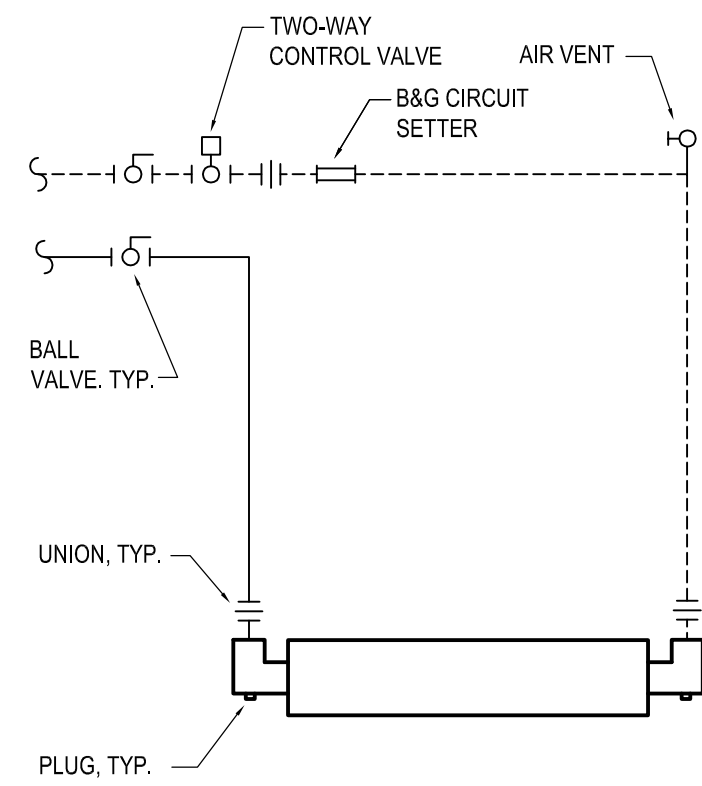 TWO-WAY
CONTROL VALVE
AIR VENT
B&G CIRCUIT
SETTER
BALL
VALVE. TYP.
UNION, TYP.
PLUG, TYP.